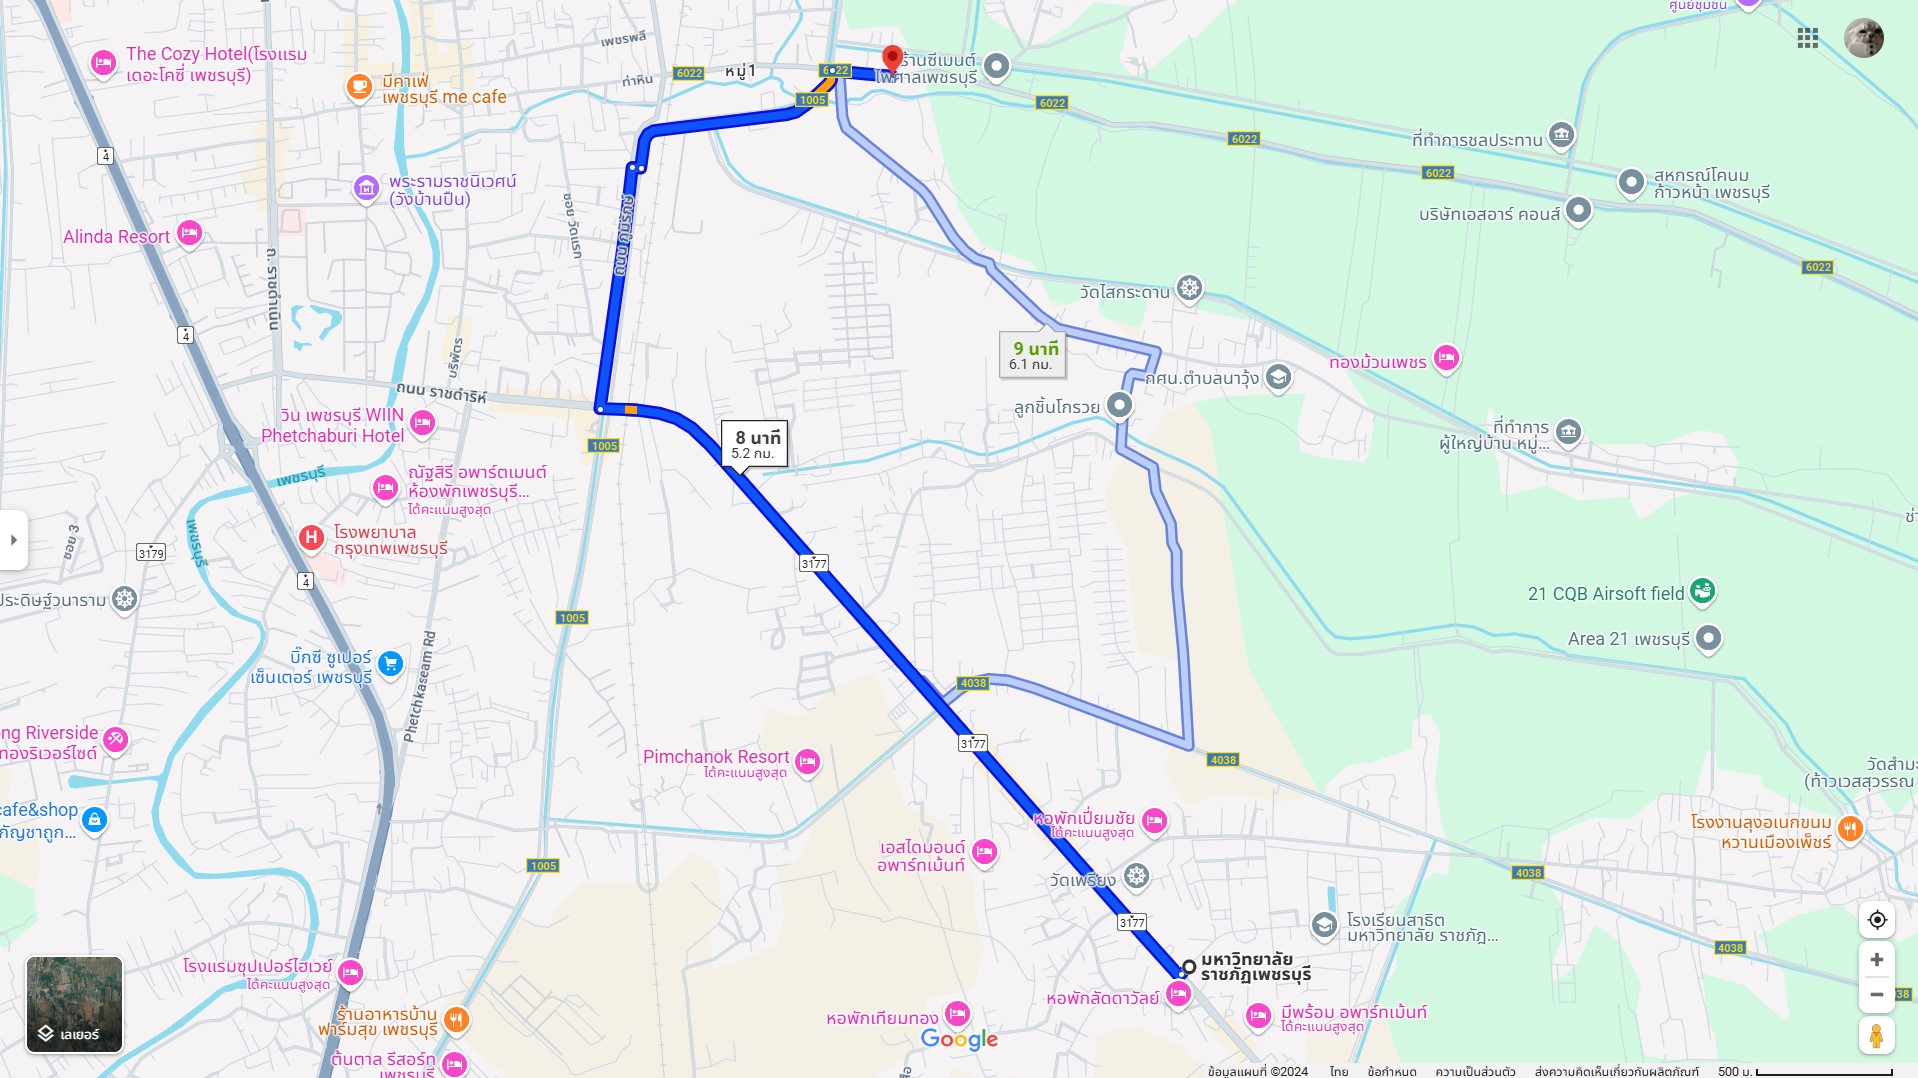 ศูนย์ชุมชน
The Cozy Hotel(โรงแรม
เดอะโคซี่ เพชรบุรี)
มีคาเฟ่
เพชรบุรี me cafe
เพชรพลี
ท่าหิน
6022
หมู่1
6022
ร้านซีเมนต์
ไพศาลเพชรบุรี
1005
6022
6022
ที่ทำการชลประทาน
6022
สหกรณ์โคนม
ก้าวหน้า เพชรบุรี
บริษัทเอสอาร์ คอนส์
6022
4
พระรามราชนิเวศน์
(วังบ้านปืน)
ซอย วัดแรก
ถนน ภูมิรักษ์
Alinda Resort
ถ. ราชดำเนิน
4
บริพัตร
วัดไสกระดาน
9 นาที
6.1 กม.
กศน.ตำบลนาวุ้ง
ทองม้วนเพชร
ถนน ราชดำริห์
วิน เพชรบุรี WIIN
Phetchaburi Hotel
ลูกชิ้นโกรวย
ที่ทำการ
ผู้ใหญ่บ้าน หมู่...
1005
8 นาที
5.2 กม.
เพชรบุรี
ณัฐสิรี อพาร์ตเมนต์
ห้องพักเพชรบุรี...
ได้คะแนนสูงสุด
เพชรบุรี
ซอย 3
3179
โรงพยาบาล
กรุงเทพเพชรบุรี
4
3177
ประดิษฐ์วนาราม
1005
21 CQB Airsoft field
Area 21 เพชรบุรี
บิ๊กซี ซูเปอร์
เซ็นเตอร์ เพชรบุรี
Phetchkaseam Rd
4038
ng Riverside
ทองริเวอร์ไซด์
3177
4038
Pimchanok Resort
ได้คะแนนสูงสุด
วัดสำมะ
(ท้าวเวสสุวรรณ
cafe&shop
กัญชาถูก...
หอพักเปี่ยมชัย
ได้คะแนนสูงสุด
โรงงานลุงอเนกขนม
หวานเมืองเพ็ชร์
เอสไดมอนด์
อพาร์ทเม้นท์
1005
วัดเพรียง
4038
3177
โรงเรียนสาธิต
มหาวิทยาลัย ราชภัฏ...
4038
มหาวิทยาลัย
ราชภัฏเพชรบุรี
โรงแรมซุปเปอร์ไฮเวย์
ได้คะแนนสูงสุด
หอพักลัดดาวัลย์
38
มีพร้อม อพาร์ทเม้นท์
ได้คะแนนสูงสุด
ร้านอาหารบ้าน
ฟาร์มสุข เพชรบุรี
หอพักเทียมทอง
เลเยอร์
Google
ต้นตาล รีสอร์ท
เพชรบุรี
ข้อมูลแผนที่ ©2024 ไทย ข้อกำหนด ความเป็นส่วนตัว ส่งความคิดเห็นเกี่ยวกับผลิตภัณฑ์ 500 ม.